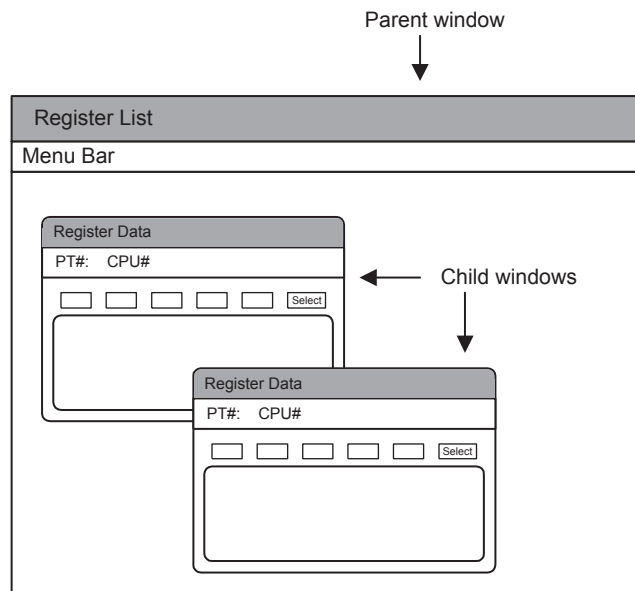 Parent window
Register List
Menu Bar
Register Data
PT#: CPU#
Child windows
Select
Register Data
PT#: CPU#
Select